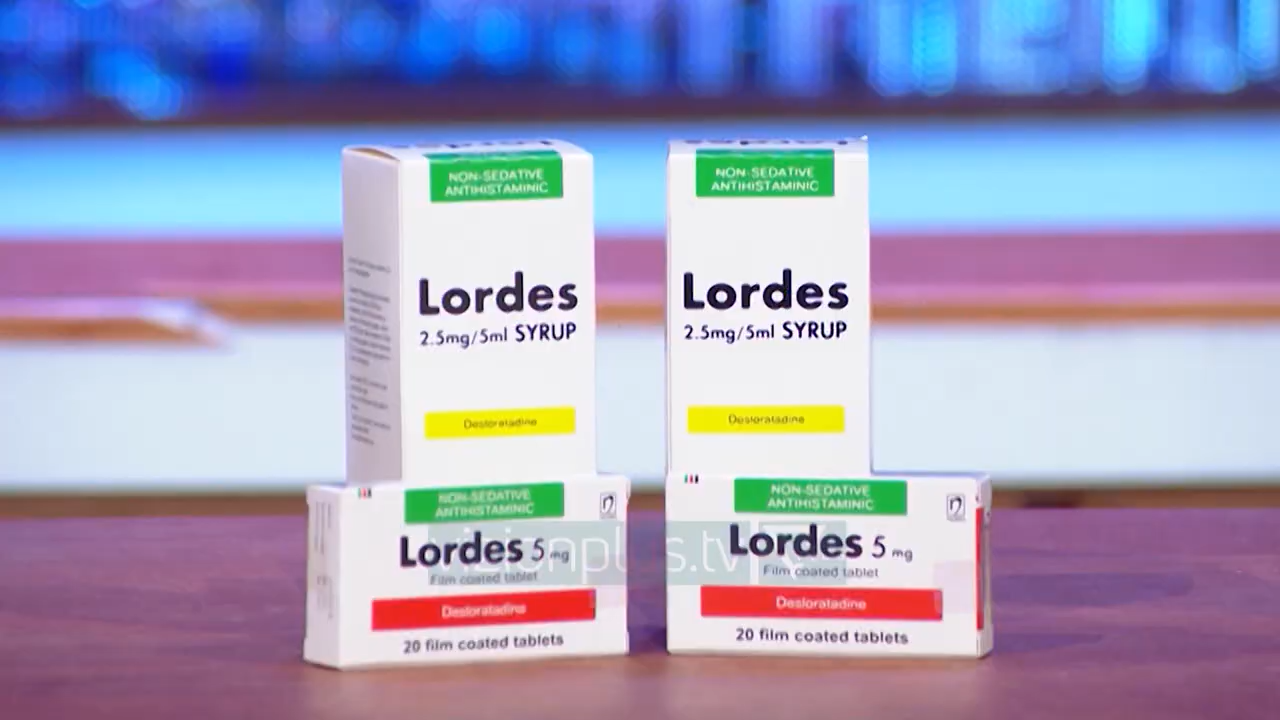 NON-SEDATIVE
ANTIHISTAMINIC
Lordes
2.5mg/5ml SYRUP
Desloratadine
NON-SEDATIVE
ANTIHISTAMINIC
Lordes
2.5mg/5ml SYRUP
Desloratadine
NON-SEDATIVE
ANTIHISTAMINIC
Lordes 5 mg
Film coated tablet
Desloratadine
20 film coated tablets
NON-SEDATIVE
ANTIHISTAMINIC
Lordes 5 mg
Film coated tablet
Desloratadine
20 film coated tablets
visionplus.tv